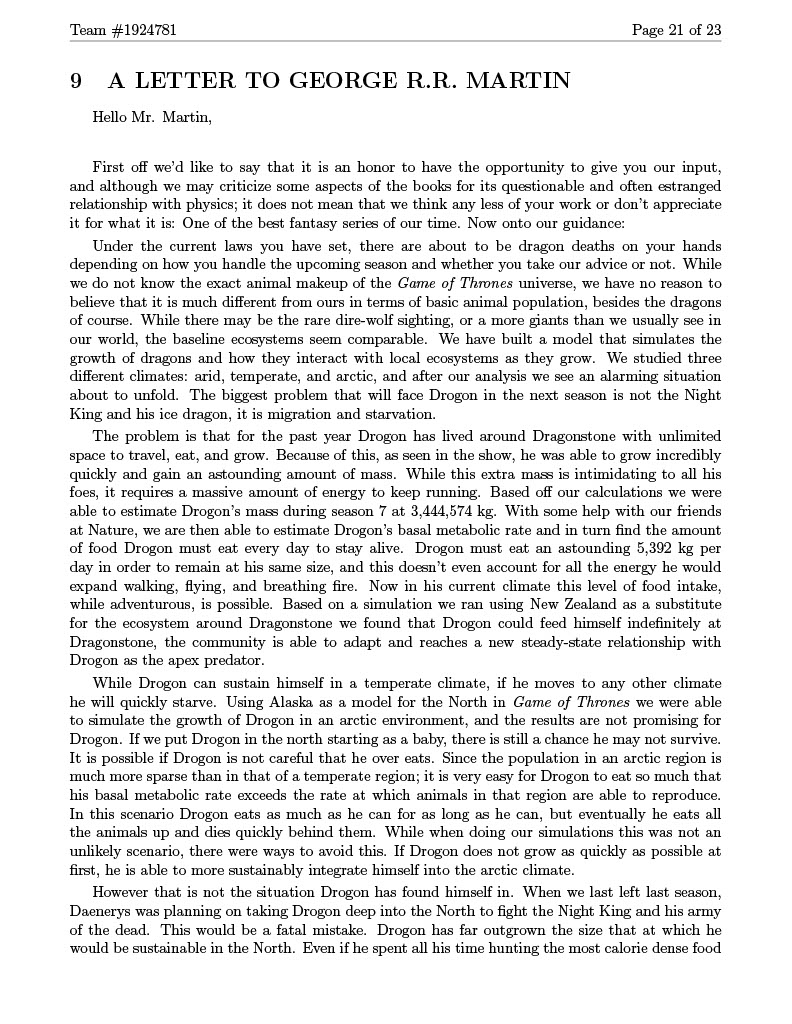 Team #1924781 Page 21 of 23
9 A LETTER TO GEORGE R.R. MARTIN
Hello Mr. Martin,
First off we'd like to say that it is an honor to have the opportunity to give you our input,
and although we may criticize some aspects of the books for its questionable and often estranged
relationship with physics; it does not mean that we think any less of your work or don't appreciate
it for what it is: One of the best fantasy series of our time. Now onto our guidance:
Under the current laws you have set, there are about to be dragon deaths on your hands
depending on how you handle the upcoming season and whether you take our advice or not. While
we do not know the exact animal makeup of the Game of Thrones universe, we have no reason to
believe that it is much different from ours in terms of basic animal population, besides the dragons
of course. While there may be the rare dire-wolf sighting, or a more giants than we usually see in
our world, the baseline ecosystems seem comparable. We have built a model that simulates the
growth of dragons and how they interact with local ecosystems as they grow. We studied three
different climates: arid, temperate, and arctic, and after our analysis we see an alarming situation
about to unfold. The biggest problem that will face Drogon in the next season is not the Night
King and his ice dragon, it is migration and starvation.
The problem is that for the past year Drogon has lived around Dragonstone with unlimited
space to travel, eat, and grow. Because of this, as seen in the show, he was able to grow incredibly
quickly and gain an astounding amount of mass. While this extra mass is intimidating to all his
foes, it requires a massive amount of energy to keep running. Based off our calculations we were
able to estimate Drogon's mass during season 7 at 3,444,574 kg. With some help with our friends
at Nature, we are then able to estimate Drogon's basal metabolic rate and in turn find the amount
of food Drogon must eat every day to stay alive. Drogon must eat an astounding 5,392 kg per
day in order to remain at his same size, and this doesn't even account for all the energy he would
expand walking, flying, and breathing fire. Now in his current climate this level of food intake,
while adventurous, is possible. Based on a simulation we ran using New Zealand as a substitute
for the ecosystem around Dragonstone we found that Drogon could feed himself indefinitely at
Dragonstone, the community is able to adapt and reaches a new steady-state relationship with
Drogon as the apex predator.
While Drogon can sustain himself in a temperate climate, if he moves to any other climate
he will quickly starve. Using Alaska as a model for the North in Game of Thrones we were able
to simulate the growth of Drogon in an arctic environment, and the results are not promising for
Drogon. If we put Drogon in the north starting as a baby, there is still a chance he may not survive.
It is possible if Drogon is not careful that he over eats. Since the population in an arctic region is
much more sparse than in that of a temperate region; it is very easy for Drogon to eat so much that
his basal metabolic rate exceeds the rate at which animals in that region are able to reproduce.
In this scenario Drogon eats as much as he can for as long as he can, but eventually he eats all
the animals up and dies quickly behind them. While when doing our simulations this was not an
unlikely scenario, there were ways to avoid this. If Drogon does not grow as quickly as possible at
first, he is able to more sustainably integrate himself into the arctic climate.
However that is not the situation Drogon has found himself in. When we last left last season,
Daenerys was planning on taking Drogon deep into the North to fight the Night King and his army
of the dead. This would be a fatal mistake. Drogon has far outgrown the size that at which he
would be sustainable in the North. Even if he spent all his time hunting the most calorie dense food